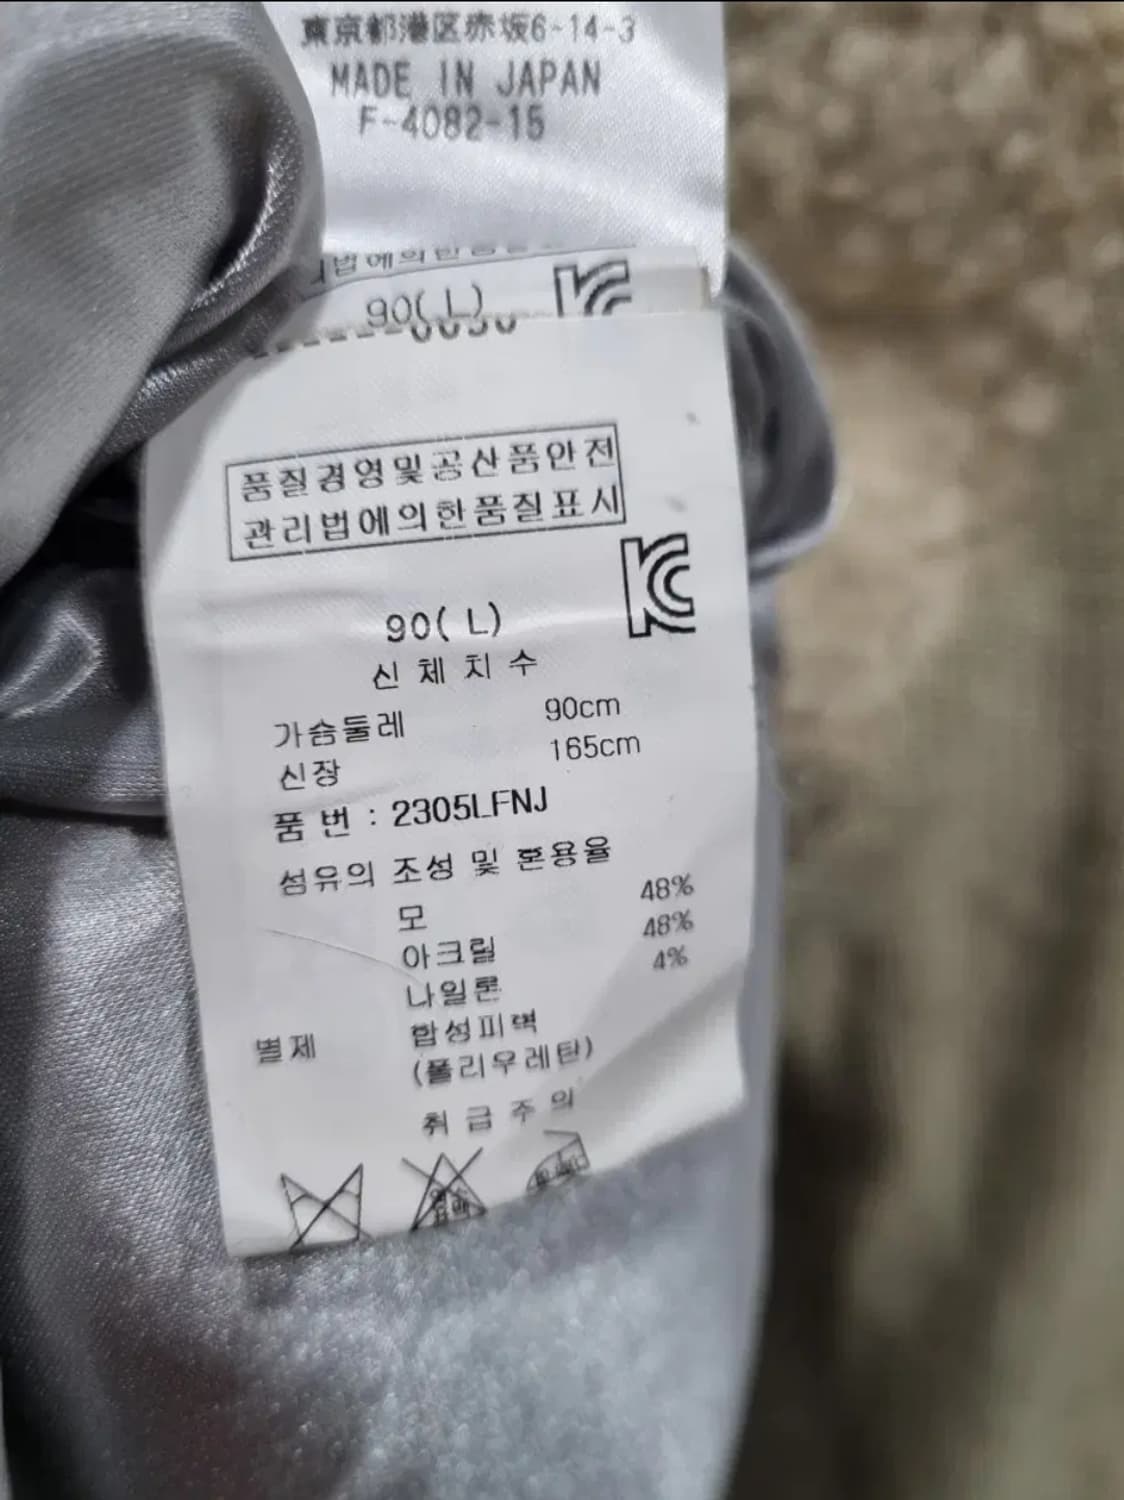 東京都港区赤坂6-14-3
MADE IN JAPAN
F-4082-15
법에의한
90( L)
품질경영및공산품안전
관리법에의한품질표시
90( L)
신체치수
가슴둘레 90cm
신장 165cm
품 번 : 2305LFNJ
섬유의 조성 및 혼용율
모 48%
아크릴 48%
나일론 4%
별제 합성피혁
(폴리우레탄)
취급주의